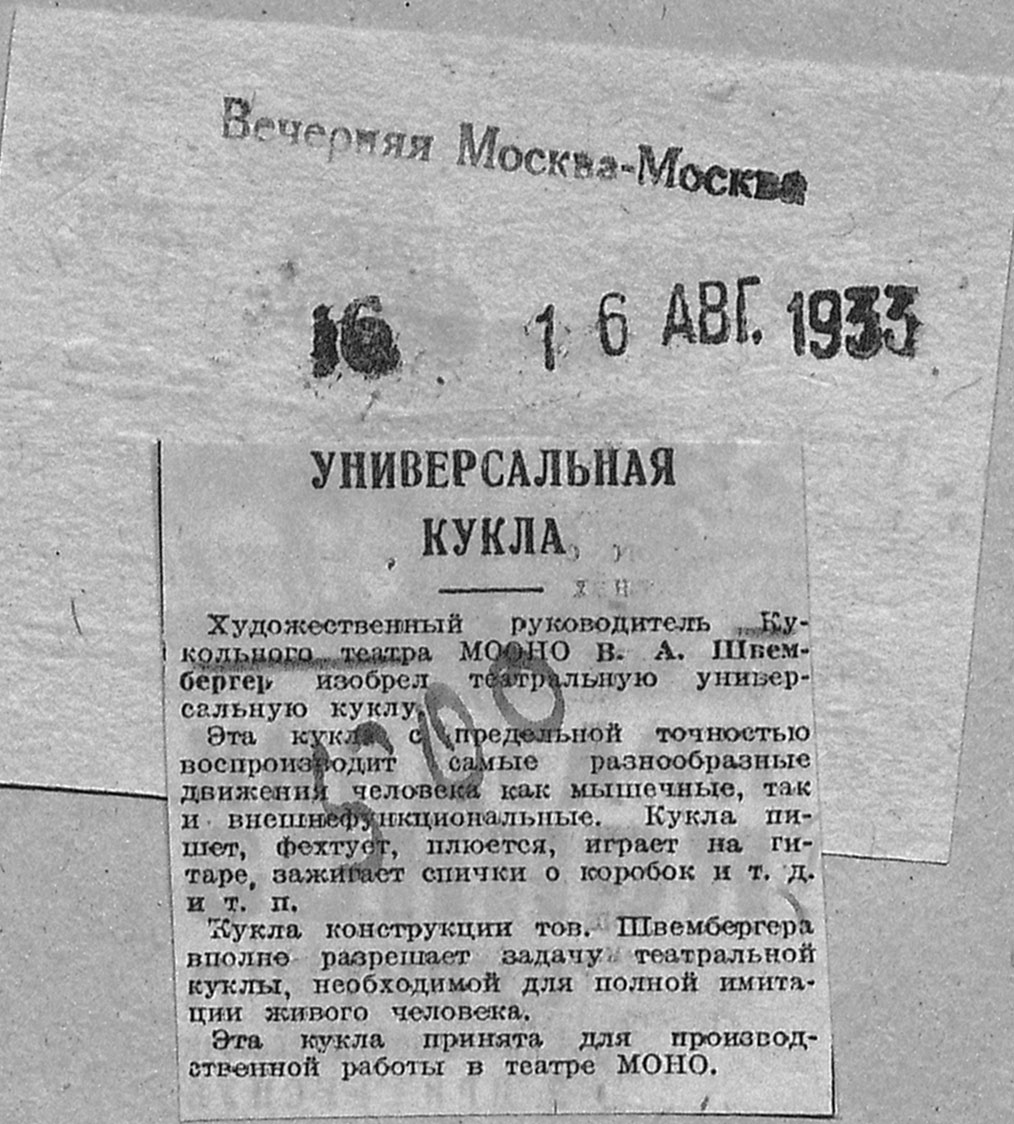 Вечерняя Москва-Москва
16 16 АВГ. 1933
УНИВЕРСАЛЬНАЯ
КУКЛА
Художественный руководитель Ку-
кольного театра МООНО В. А. Швем-
бергер изобрел театральную универ-
сальную куклу.
Эта кукла с предельной точностью
воспроизводит самые разнообразные
движения человека как мышечные, так
и внешнефункциональные. Кукла пи-
шет, фехтует, плюется, играет на ги-
таре, зажигает спички о коробок и т. д.
и т. п.
Кукла конструкции тов. Швембергера
вполне разрешает задачу театральной
куклы, необходимой для полной имита-
ции живого человека.
Эта кукла принята для производ-
ственной работы в театре МОНО.